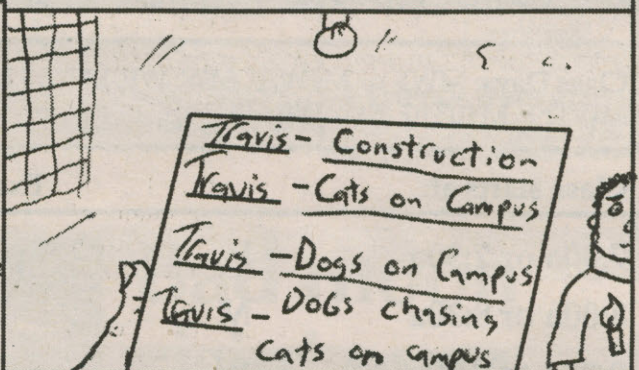 Travis - Construction
Travis - Cats on Campus
Travis - Dogs on Campus
Travis - DOGS chasing
cats on campus